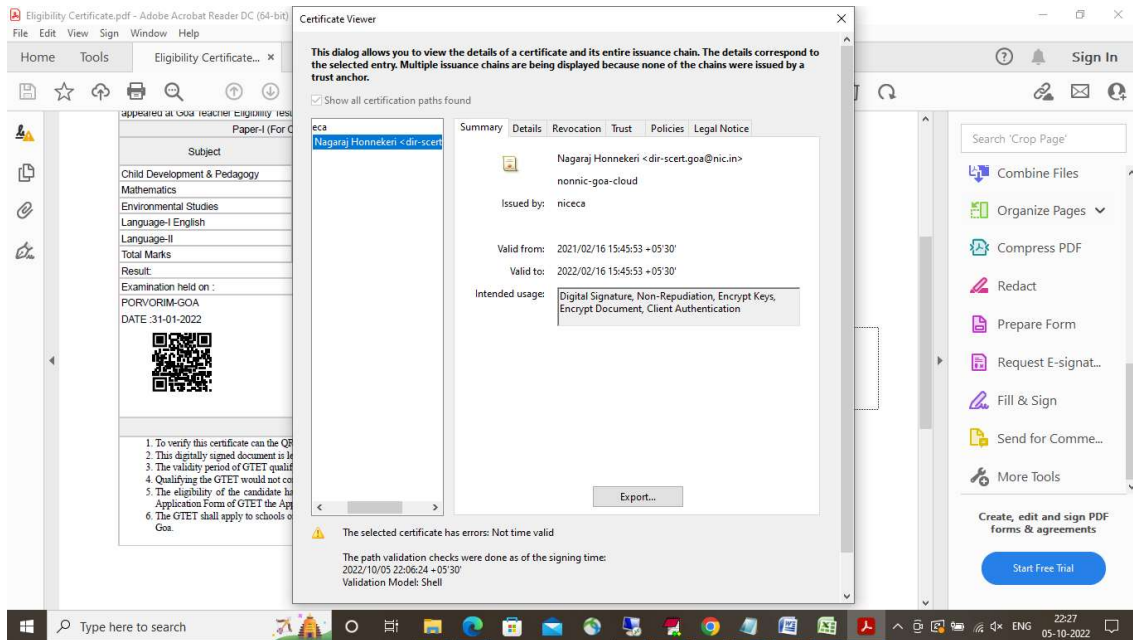 Eligibility Certificate.pdf - Adobe Acrobat Reader DC (64-bit)
File Edit View Sign Window Help
Home Tools Eligibility Certificate... ×
Sign In
appeared at Goa Teacher Eligibility Test
Paper-I (For C
Subject
Child Development & Pedagogy
Mathematics
Environmental Studies
Language-I English
Language-II
Total Marks
Result:
Examination held on :
PORVORIM-GOA
DATE :31-01-2022
1. To verify this certificate can the QR
2. This digitally signed document is le
3. The validity period of GTET qualif
4. Qualifying the GTET would not co
5. The eligibility of the candidate ha
Application Form of GTET the App
6. The GTET shall apply to schools o
Goa.
Certificate Viewer
This dialog allows you to view the details of a certificate and its entire issuance chain. The details correspond to
the selected entry. Multiple issuance chains are being displayed because none of the chains were issued by a
trust anchor.
Show all certification paths found
eca
Nagaraj Honnekeri <dir-scert
Summary Details Revocation Trust Policies Legal Notice
Nagaraj Honnekeri <dir-scert.goa@nic.in>
nonnic-goa-cloud
Issued by: niceca
Valid from: 2021/02/16 15:45:53 +05'30'
Valid to: 2022/02/16 15:45:53 +05'30'
Intended usage: Digital Signature, Non-Repudiation, Encrypt Keys,
Encrypt Document, Client Authentication
Export...
The selected certificate has errors: Not time valid
The path validation checks were done as of the signing time:
2022/10/05 22:06:24 +05'30'
Validation Model: Shell
Search 'Crop Page'
Combine Files
Organize Pages
Compress PDF
Redact
Prepare Form
Request E-signat...
Fill & Sign
Send for Comme...
More Tools
Create, edit and sign PDF
forms & agreements
Start Free Trial
Type here to search
ENG
22:27
05-10-2022